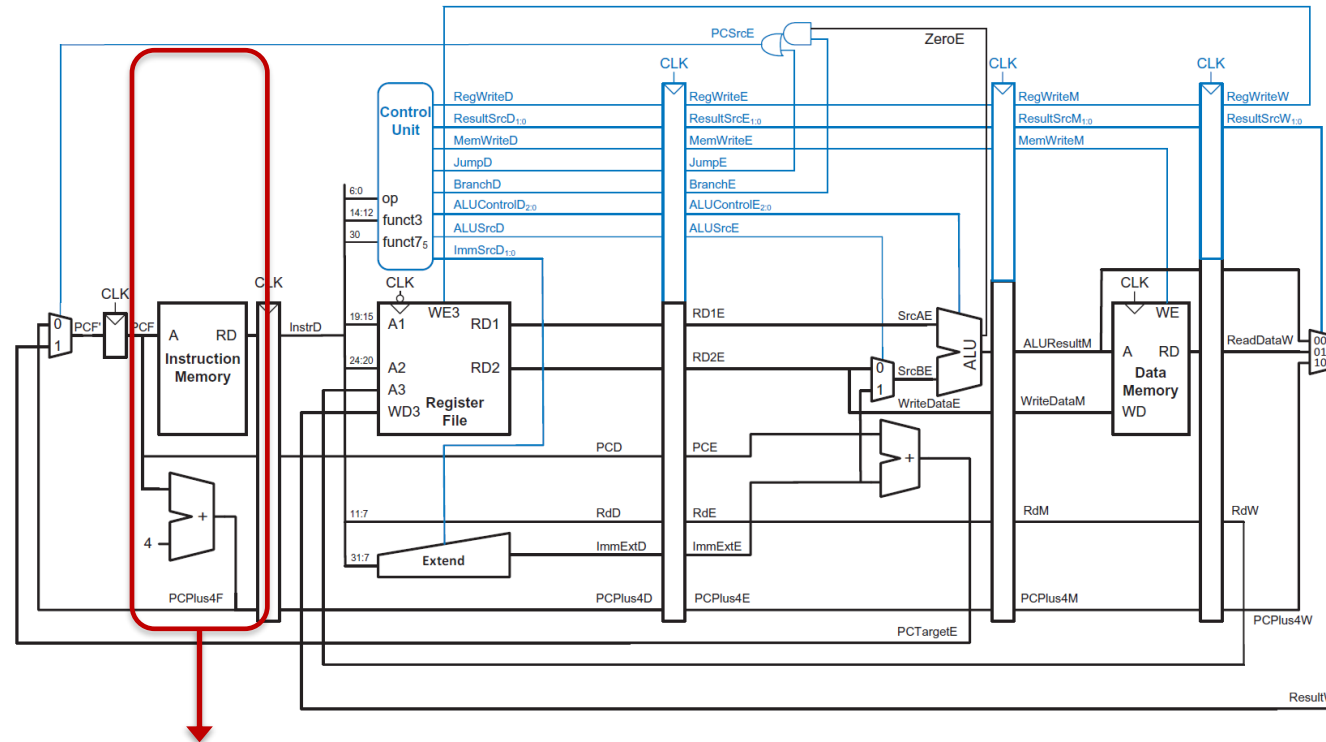 PCSrcE
ZeroE
CLK
CLK
CLK
Control
Unit
RegWriteD
RegWriteE
RegWriteM
RegWriteW
ResultSrcD1:0
ResultSrcE1:0
ResultSrcM1:0
ResultSrcW1:0
MemWriteD
MemWriteE
MemWriteM
JumpD
JumpE
BranchD
BranchE
6:0
op
ALUControlD2:0
ALUControlE2:0
14:12
funct3
ALUSrcD
ALUSrcE
30
funct75
ImmSrcD1:0
CLK
CLK
CLK
CLK
0
1
PCF'
PCF
A
RD
Instruction
Memory
InstrD
19:15
A1
WE3
RD1
RD1E
SrcAE
WE
24:20
A2
RD2
RD2E
0
1
SrcBE
ALU
ALUResultM
A
RD
ReadDataW
00
01
10
A3
WD3
Register
File
WriteDataE
WriteDataM
Data
Memory
WD
PCD
PCE
+
4
+
11:7
RdD
RdE
RdM
RdW
31:7
Extend
ImmExtD
ImmExtE
PCPlus4F
PCPlus4D
PCPlus4E
PCPlus4M
PCPlus4W
PCTargetE
ResultW